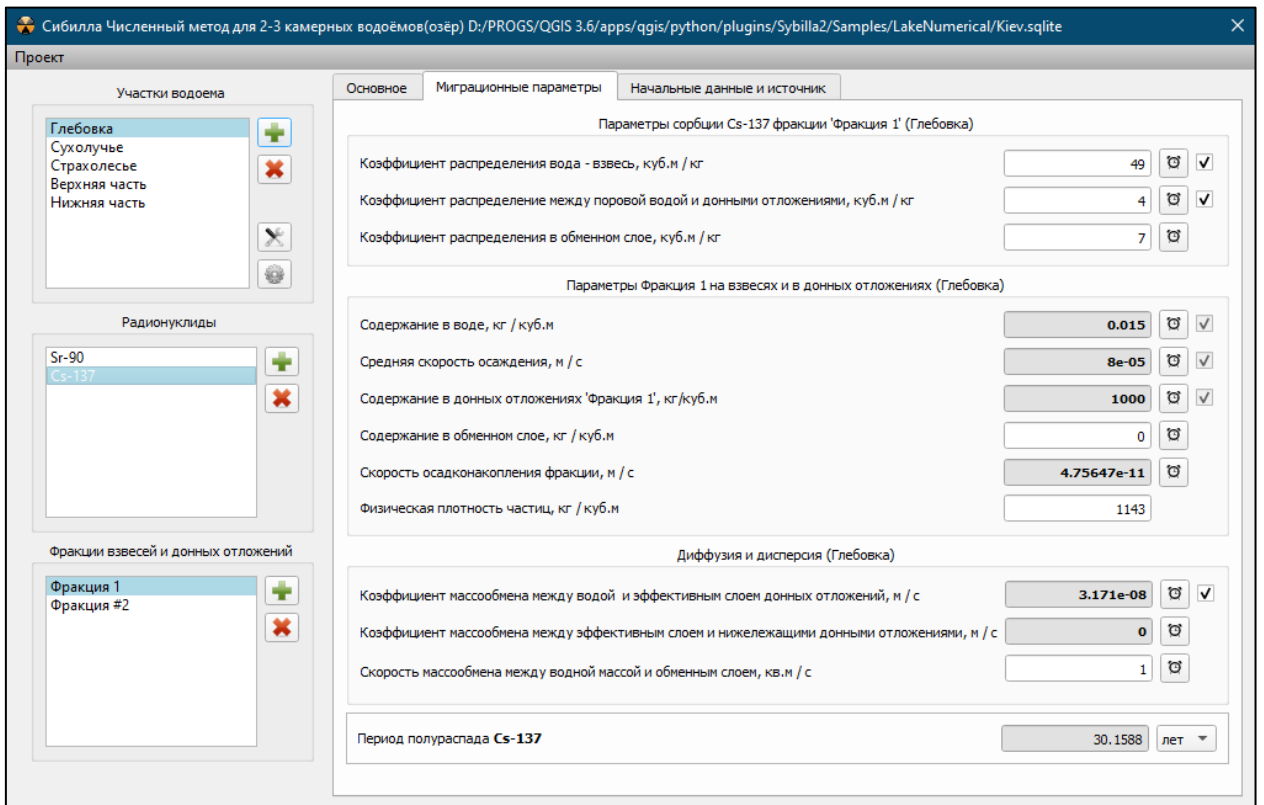 Сибилла Численный метод для 2-3 камерных водоёмов(озёр) D:/PROGS/QGIS 3.6/apps/qgis/python/plugins/Sybilla2/Samples/LakeNumerical/Kiev.sqlite
Проект
Участки водоема
Глебовка
Сухолучье
Страхолесье
Верхняя часть
Нижняя часть
Радионуклиды
Sr-90
Cs-137
Фракции взвесей и донных отложений
Фракция 1
Фракция #2
Основное Миграционные параметры Начальные данные и источник
Параметры сорбции Cs-137 фракции 'Фракция 1' (Глебовка)
Коэффициент распределения вода - взвесь, куб.м / кг 49
Коэффициент распределение между поровой водой и донными отложениями, куб.м / кг 4
Коэффициент распределения в обменном слое, куб.м / кг 7
Параметры Фракция 1 на взвесях и в донных отложениях (Глебовка)
Содержание в воде, кг / куб.м 0.015
Средняя скорость осаждения, м / с 8e-05
Содержание в донных отложениях 'Фракция 1', кг/куб.м 1000
Содержание в обменном слое, кг / куб.м 0
Скорость осадконакопления фракции, м / с 4.75647e-11
Физическая плотность частиц, кг / куб.м 1143
Диффузия и дисперсия (Глебовка)
Коэффициент массообмена между водой и эффективным слоем донных отложений, м / с 3.171e-08
Коэффициент массообмена между эффективным слоем и нижележащими донными отложениями, м / с 0
Скорость массообмена между водной массой и обменным слоем, кв.м / с 1
Период полураспада Cs-137 30.1588 лет